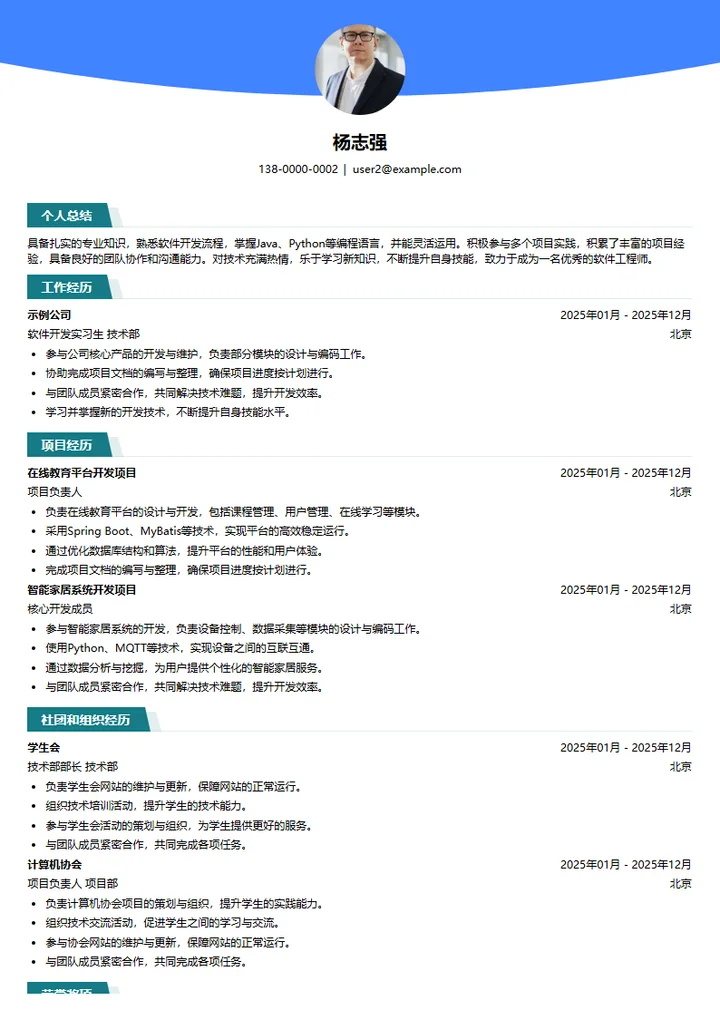 杨志强
138-0000-0002 | user2@example.com
个人总结
具备扎实的专业知识，熟悉软件开发流程，掌握Java、Python等编程语言，并能灵活运用。积极参与多个项目实践，积累了丰富的项目经
验，具备良好的团队协作和沟通能力。对技术充满热情，乐于学习新知识，不断提升自身技能，致力于成为一名优秀的软件工程师。
工作经历
示例公司 2025年01月 - 2025年12月
软件开发实习生 技术部 北京
• 参与公司核心产品的开发与维护，负责部分模块的设计与编码工作。
• 协助完成项目文档的编写与整理，确保项目进度按计划进行。
• 与团队成员紧密合作，共同解决技术难题，提升开发效率。
• 学习并掌握新的开发技术，不断提升自身技能水平。
项目经历
在线教育平台开发项目 2025年01月 - 2025年12月
项目负责人 北京
• 负责在线教育平台的设计与开发，包括课程管理、用户管理、在线学习等模块。
• 采用Spring Boot、MyBatis等技术，实现平台的高效稳定运行。
• 通过优化数据库结构和算法，提升平台的性能和用户体验。
• 完成项目文档的编写与整理，确保项目进度按计划进行。
智能家居系统开发项目 2025年01月 - 2025年12月
核心开发成员 北京
• 参与智能家居系统的开发，负责设备控制、数据采集等模块的设计与编码工作。
• 使用Python、MQTT等技术，实现设备之间的互联互通。
• 通过数据分析与挖掘，为用户提供个性化的智能家居服务。
• 与团队成员紧密合作，共同解决技术难题，提升开发效率。
社团和组织经历
学生会 2025年01月 - 2025年12月
技术部部长 技术部 北京
• 负责学生会网站的维护与更新，保障网站的正常运行。
• 组织技术培训活动，提升学生的技术能力。
• 参与学生会活动的策划与组织，为学生提供更好的服务。
• 与团队成员紧密合作，共同完成各项任务。
计算机协会 2025年01月 - 2025年12月
项目负责人 项目部 北京
• 负责计算机协会项目的策划与组织，提升学生的实践能力。
• 组织技术交流活动，促进学生之间的学习与交流。
• 参与协会网站的维护与更新，保障网站的正常运行。
• 与团队成员紧密合作，共同完成各项任务。